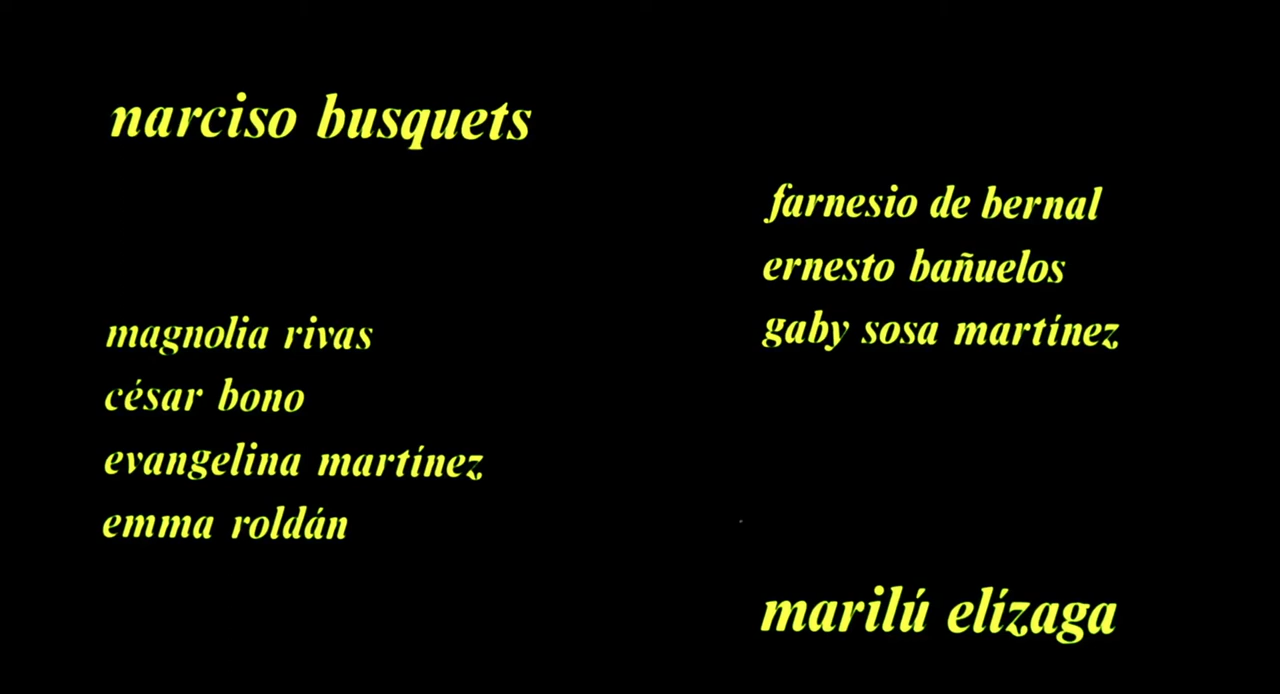 narciso busquets
magnolia rivas
césar bono
evangelina martínez
emma roldán
farnesio de bernal
ernesto bañuelos
gaby sosa martínez
marilú elízaga